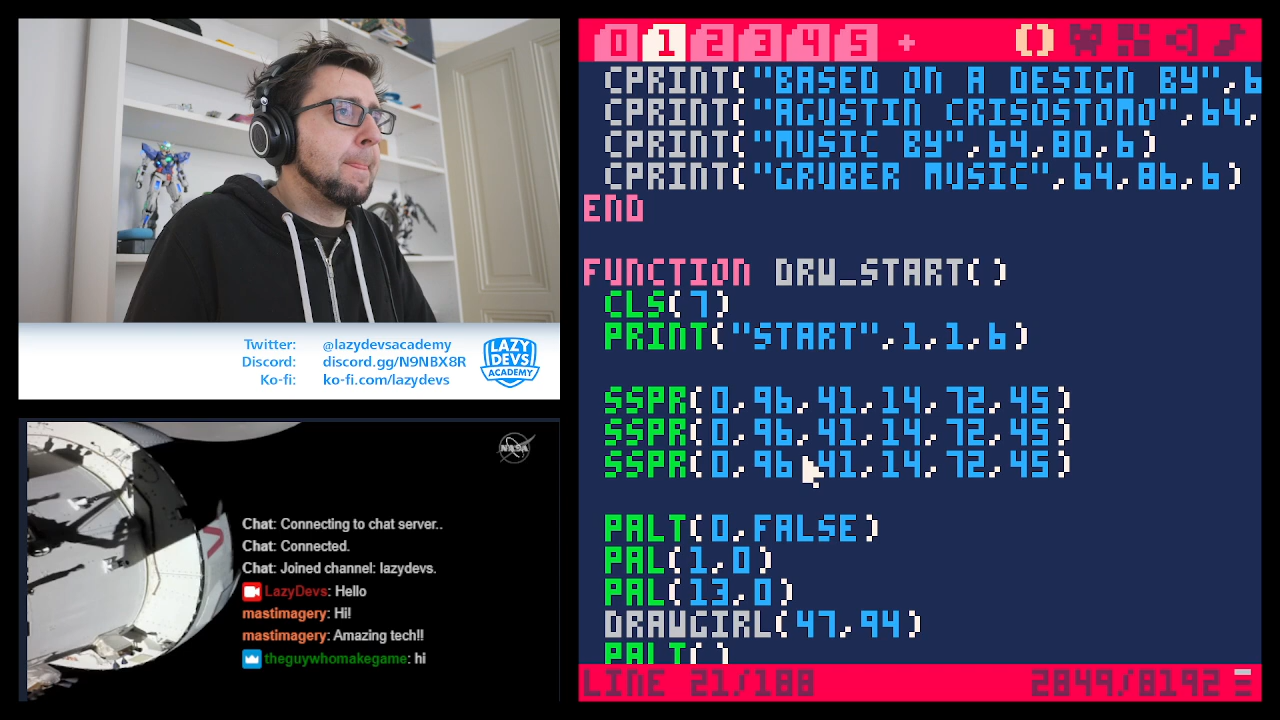 Twitter: @lazydevsacademy
Discord: discord.gg/N9NBX8R
Ko-fi: ko-fi.com/lazydevs
LAZY
DEVS
ACADEMY
NASA
Chat: Connecting to chat server..
Chat: Connected.
Chat: Joined channel: lazydevs.
LazyDevs: Hello
mastimagery: Hi!
mastimagery: Amazing tech!!
theguywhomakegame: hi
0 1 2 3 4 5 + ()
CPRINT("BASED ON A DESIGN BY",6
CPRINT("AGUSTIN CRISOSTOMO",64,
CPRINT("MUSIC BY",64,80,6)
CPRINT("GRUBER MUSIC",64,86,6)
END
FUNCTION DRW_START()
CLS(7)
PRINT("START",1,1,6)
SSPR(0,96,41,14,72,45)
SSPR(0,96,41,14,72,45)
SSPR(0,96,41,14,72,45)
PALT(0,FALSE)
PAL(1,0)
PAL(13,0)
DRAWGIRL(47,94)
PALT()
LINE 21/188 2849/8192